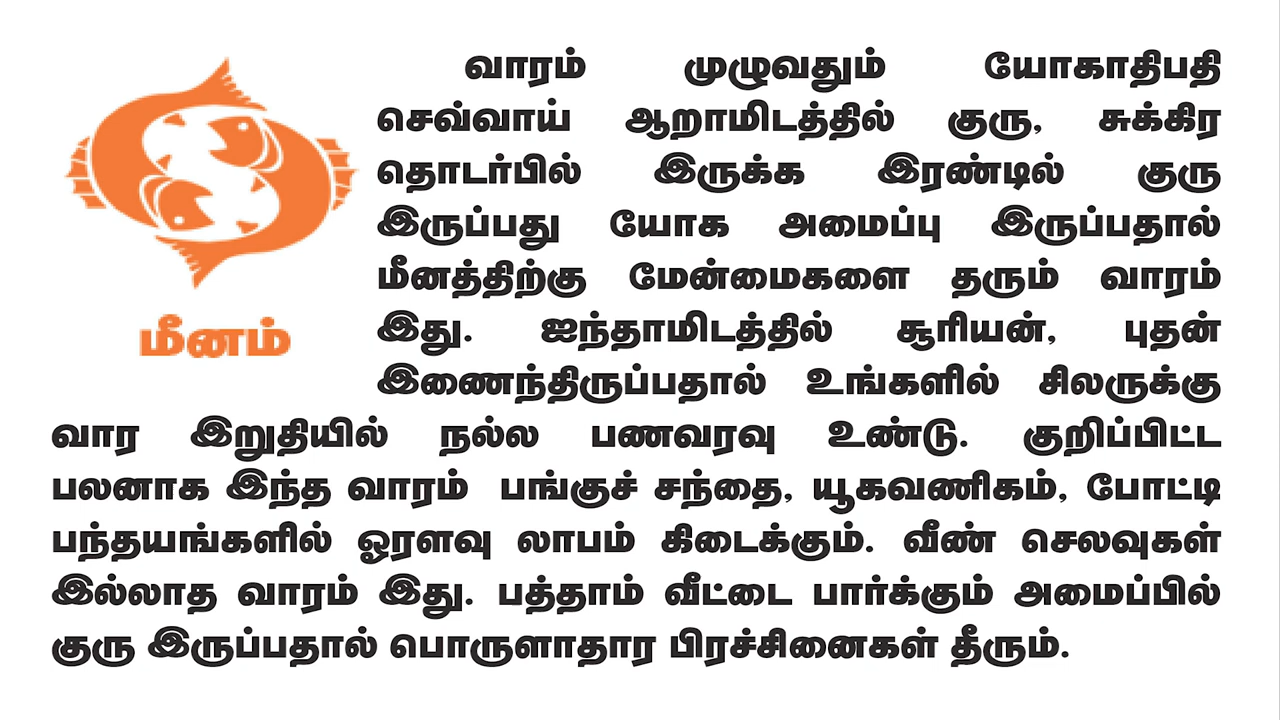 வாரம் முழுவதும் யோகாதிபதி
செவ்வாய் ஆறாமிடத்தில் குரு, சுக்கிர
தொடர்பில் இருக்க இரண்டில் குரு
இருப்பது யோக அமைப்பு இருப்பதால்
மீனத்திற்கு மேன்மைகளை தரும் வாரம்
இது. ஐந்தாமிடத்தில் சூரியன், புதன்
இணைந்திருப்பதால் உங்களில் சிலருக்கு
வார இறுதியில் நல்ல பணவரவு உண்டு. குறிப்பிட்ட
பலனாக இந்த வாரம் பங்குச் சந்தை, யூகவணிகம், போட்டி
பந்தயங்களில் ஓரளவு லாபம் கிடைக்கும். வீண் செலவுகள்
இல்லாத வாரம் இது. பத்தாம் வீட்டை பார்க்கும் அமைப்பில்
குரு இருப்பதால் பொருளாதார பிரச்சினைகள் தீரும்.
மீனம்